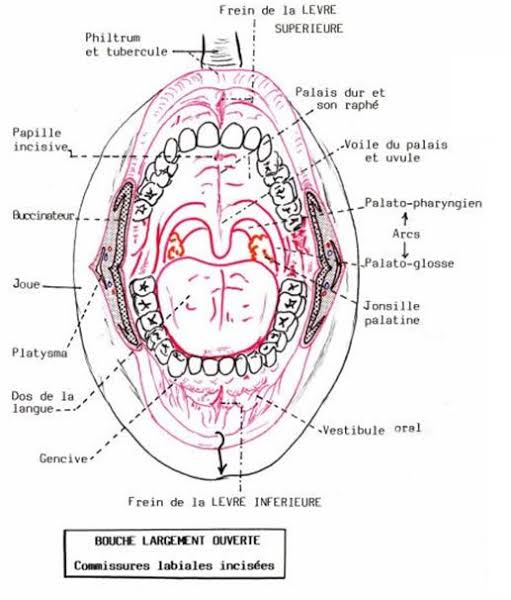 Frein de la LEVRE
SUPERIEURE
Philtrum
et tubercule
Palais dur et
son raphé
Papille
incisive
Voile du palais
et uvule
Buccinateur
Palato-pharyngien
Arcs
Palato-glosse
Joue
Jonsille
palatine
Platysma
Dos de la
langue
Vestibule oral
Gencive
Frein de la LEVRE INFERIEURE
BOUCHE LARGEMENT OUVERTE
Commissures labiales incisées